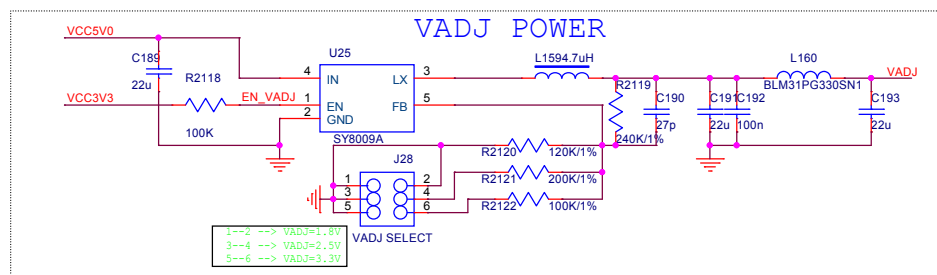 VADJ POWER
VCC5V0
C189
22u
R2118
100K
VCC3V3
EN_VADJ
U25
4 IN LX 3
1 EN FB 5
2 GND
SY8009A
L159 4.7uH
R2119
240K/1%
C190
27p
C191
22u
C192
100n
L160
BLM31PG330SN1
VADJ
C193
22u
R2120 120K/1%
R2121 200K/1%
R2122 100K/1%
J28
1 2
3 4
5 6
VADJ SELECT
1--2 --> VADJ=1.8V
3--4 --> VADJ=2.5V
5--6 --> VADJ=3.3V